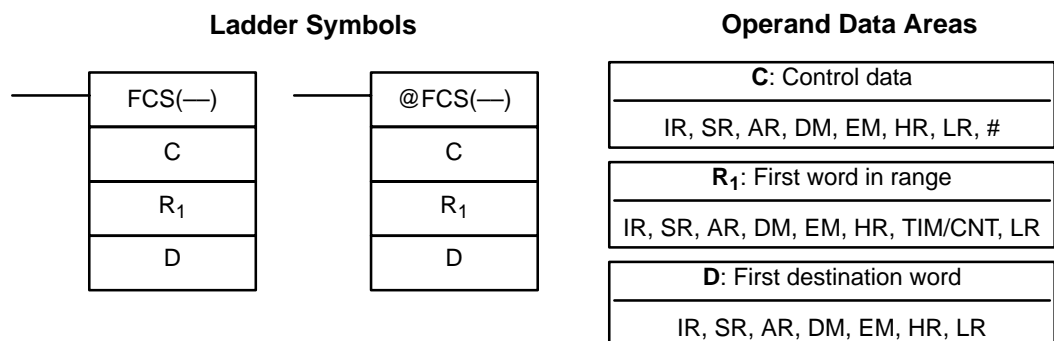 Ladder Symbols
FCS(—)
C
R1
D
@FCS(—)
C
R1
D
Operand Data Areas
C: Control data
IR, SR, AR, DM, EM, HR, LR, #
R1: First word in range
IR, SR, AR, DM, EM, HR, TIM/CNT, LR
D: First destination word
IR, SR, AR, DM, EM, HR, LR